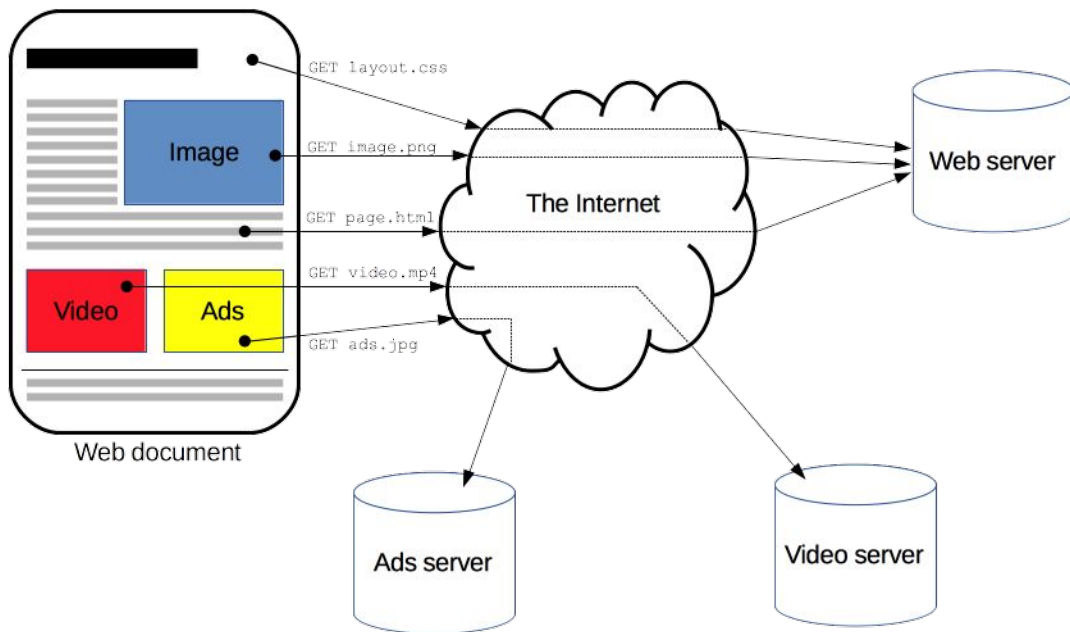 GET layout.css
Image
GET image.png
Web server
The Internet
GET page.html
GET video.mp4
Video
Ads
GET ads.jpg
Web document
Ads server
Video server